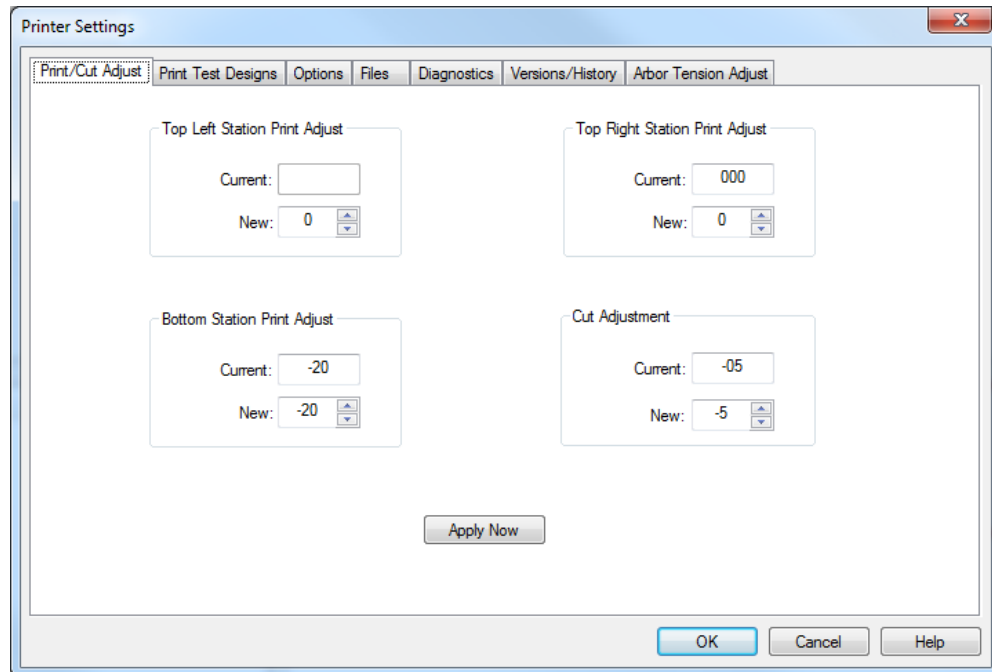 Printer Settings
Print/Cut Adjust Print Test Designs Options Files Diagnostics Versions/History Arbor Tension Adjust
Top Left Station Print Adjust
Current:
New: 0
Top Right Station Print Adjust
Current: 000
New: 0
Bottom Station Print Adjust
Current: -20
New: -20
Cut Adjustment
Current: -05
New: -5
Apply Now
OK Cancel Help